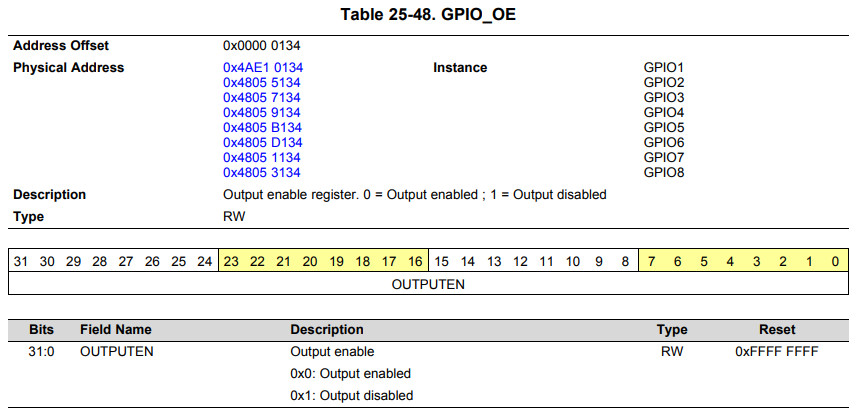 Table 25-48. GPIO_OE
Address Offset 0x0000 0134
Physical Address 0x4AE1 0134 Instance GPIO1
0x4805 5134 GPIO2
0x4805 7134 GPIO3
0x4805 9134 GPIO4
0x4805 B134 GPIO5
0x4805 D134 GPIO6
0x4805 1134 GPIO7
0x4805 3134 GPIO8
Description Output enable register. 0 = Output enabled ; 1 = Output disabled
Type RW
31 30 29 28 27 26 25 24 23 22 21 20 19 18 17 16 15 14 13 12 11 10 9 8 7 6 5 4 3 2 1 0
OUTPUTEN
Bits Field Name Description Type Reset
31:0 OUTPUTEN Output enable RW 0xFFFF FFFF
0x0: Output enabled
0x1: Output disabled